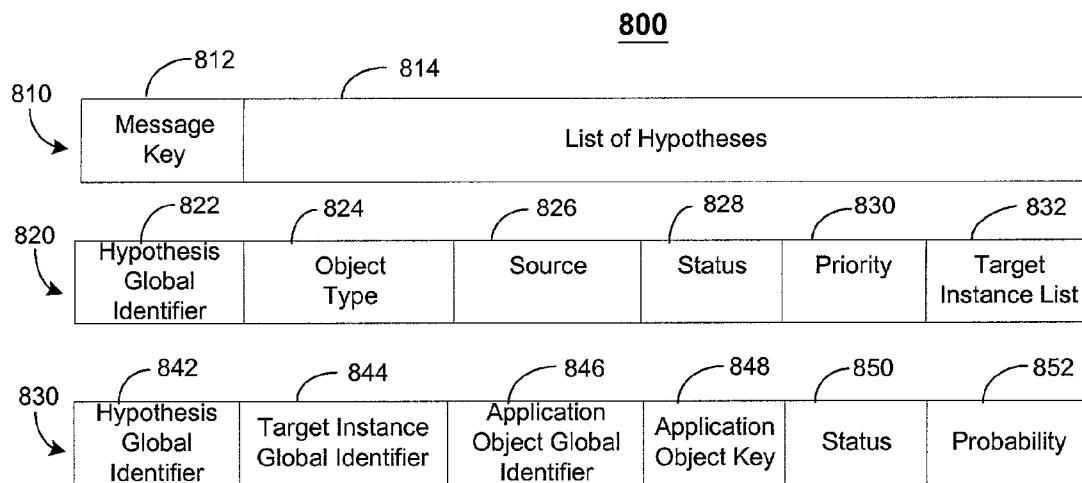 800
812
814
810
Message
Key
List of Hypotheses
822
824
826
828
830
832
820
Hypothesis
Global
Identifier
Object
Type
Source
Status
Priority
Target
Instance List
842
844
846
848
850
852
830
Hypothesis
Global
Identifier
Target Instance
Global Identifier
Application
Object Global
Identifier
Application
Object Key
Status
Probability